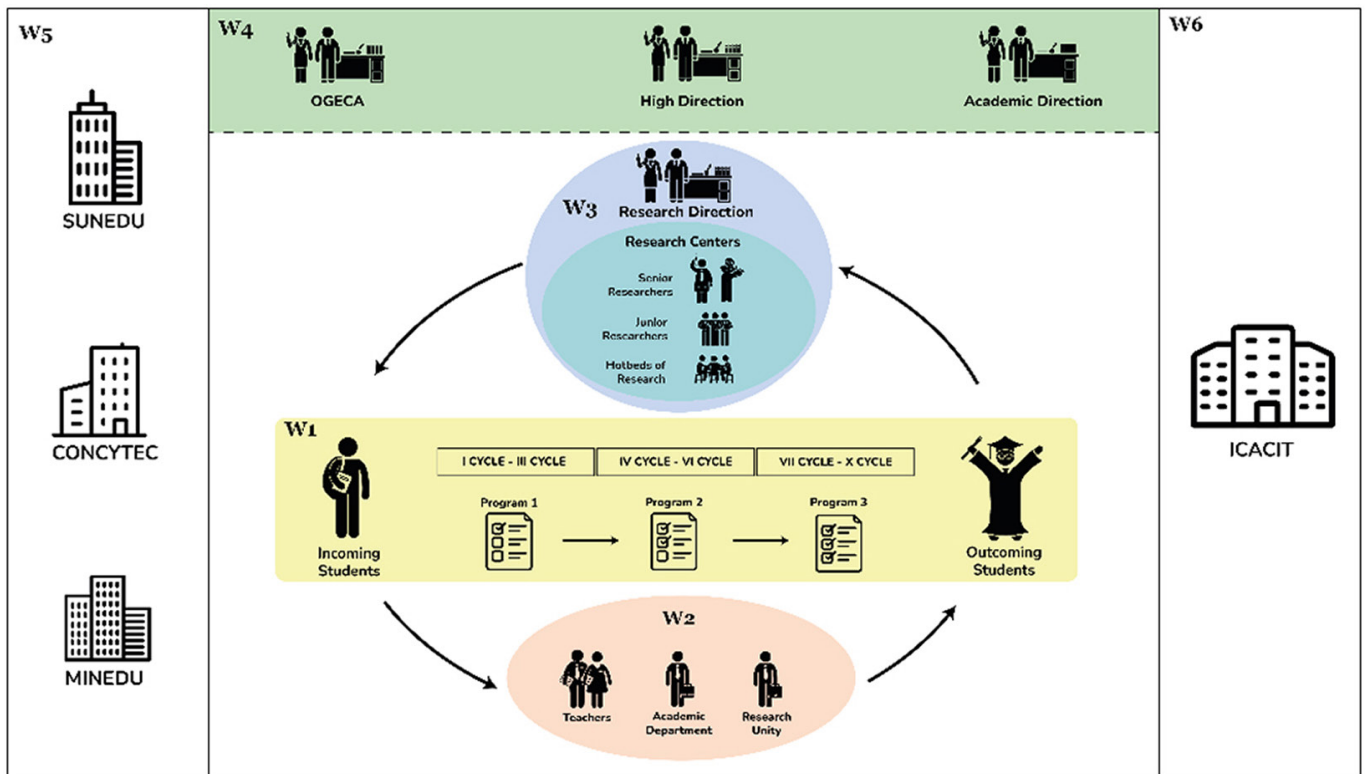 W5
SUNEDU
CONCYTEC
MINEDU
W4
OGECA
High Direction
Academic Direction
W3
Research Direction
Research Centers
Senior
Researchers
Junior
Researchers
Hotbeds of
Research
W1
I CYCLE - III CYCLE
IV CYCLE - VI CYCLE
VII CYCLE - X CYCLE
Program 1
Program 2
Program 3
Incoming
Students
Outcoming
Students
W2
Teachers
Academic
Department
Research
Unity
W6
ICACIT